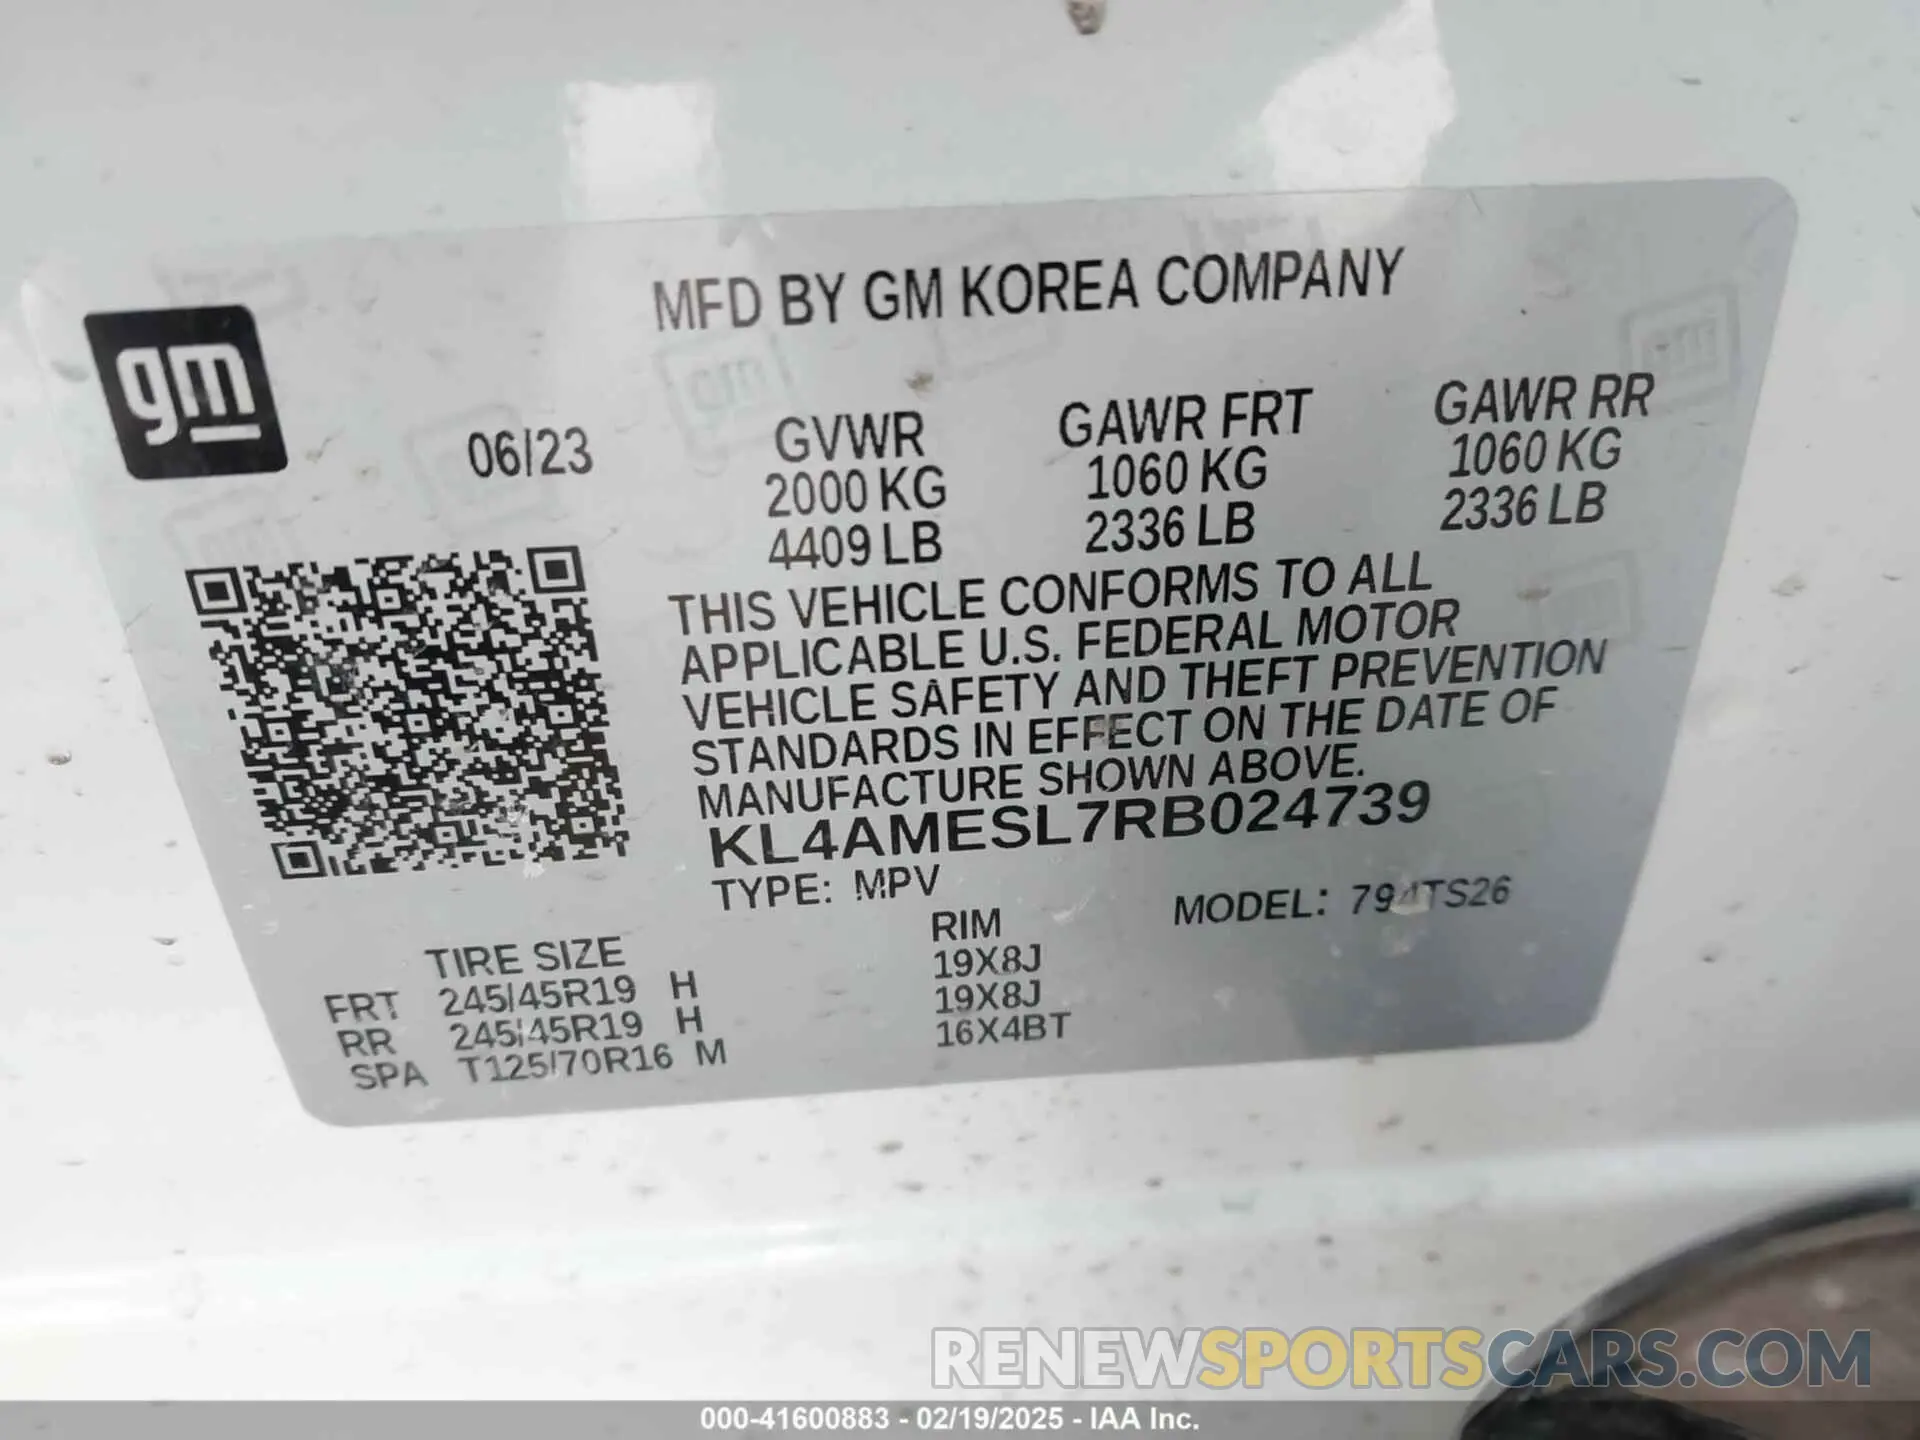 MFD BY GM KOREA COMPANY
gm
06/23
GVWR GAWR FRT GAWR RR
2000 KG 1060 KG 1060 KG
4409 LB 2336 LB 2336 LB
THIS VEHICLE CONFORMS TO ALL
APPLICABLE U.S. FEDERAL MOTOR
VEHICLE SAFETY AND THEFT PREVENTION
STANDARDS IN EFFECT ON THE DATE OF
MANUFACTURE SHOWN ABOVE.
KL4AMESL7RB024739
TYPE: MPV MODEL: 794TS26
TIRE SIZE RIM
FRT 245/45R19 H 19X8J
RR 245/45R19 H 19X8J
SPA T125/70R16 M 16X4BT
RENEWSPORTSCARS.COM
000-41600883 - 02/19/2025 - IAA Inc.